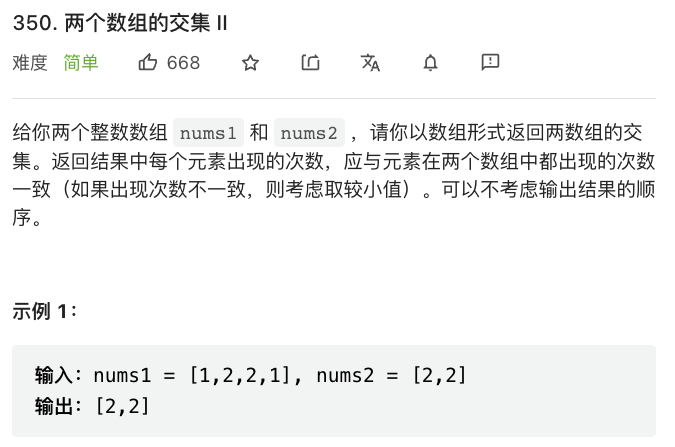 350. 两个数组的交集 II
难度 简单 668
给你两个整数数组 nums1 和 nums2 ，请你以数组形式返回两数组的交
集。返回结果中每个元素出现的次数，应与元素在两个数组中都出现的次数
一致（如果出现次数不一致，则考虑取较小值）。可以不考虑输出结果的顺
序。
示例 1：
输入：nums1 = [1,2,2,1], nums2 = [2,2]
输出：[2,2]